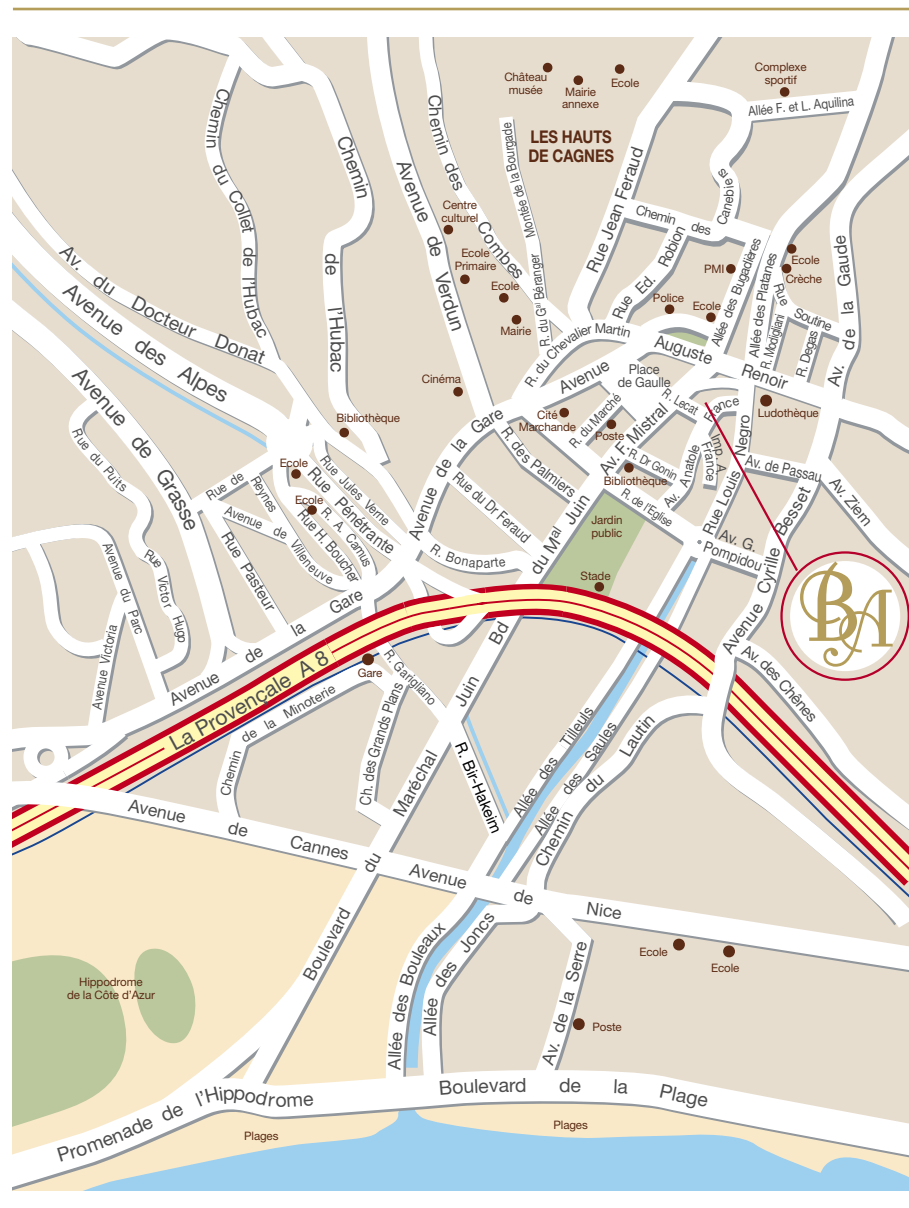 Château
musée
Mairie
annexe
Ecole
Complexe
sportif
Allée F. et L. Aquilina
LES HAUTS
DE CAGNES
Chemin du Collet de l'Hubac
Chemin de l'Hubac
Avenue de Verdun
Chemin des Combes
Montée de la Bourgade
R. du Gal Béranger
Rue Jean Feraud
Chemin des Canebiers
Rue Ed. Robion
Centre
culturel
Ecole
Primaire
Ecole
Mairie
Police
Ecole
PMI
Allée des Bugadières
Allée des Platanes
Ecole
Crèche
Rue Soutine
R. Modigliani
R. Degas
Av. de la Gaude
Av. du Docteur Donat
Avenue des Alpes
Avenue de Grasse
R. du Chevalier Martin
Avenue Auguste Renoir
Place
de Gaulle
Cinéma
Bibliothèque
Cité
Marchande
R. du Marché
Poste
Av. F. Mistral
R. Lecat
Ludothèque
Av. Anatole France
Imp. A. France
Rue Louis Negro
R. Dr Gonin
Bibliothèque
R. de l'Eglise
Av. de Passau
Av. Ziem
Av. G.
Pompidou
Avenue Cyrille Besset
BA
Rue du Puits
Rue de Reynes
Ecole
Ecole
Rue Jules Verne
Rue Pénétrante
R. A. Camus
Rue H. Boucher
Avenue de Villeneuve
Rue Pasteur
Avenue de la Gare
R. des Palmiers
Rue du Dr Feraud
R. Bonaparte
Bd du Mal Juin
Jardin
public
Stade
Avenue du Parc
Rue Victor Hugo
Avenue Victoria
Avenue de la Gare
La Provençale A 8
Gare
R. Garigliano
Chemin de la Minoterie
Ch. des Grands Plans
R. Bir-Hakeim
Boulevard du Maréchal Juin
Allée des Tilleuls
Allée des Saules
Chemin du Lautin
Av. des Chênes
Avenue de Cannes
Avenue de Nice
Allée des Bouleaux
Allée des Joncs
Av. de la Serre
Ecole
Ecole
Poste
Hippodrome
de la Côte d'Azur
Promenade de l'Hippodrome
Boulevard de la Plage
Plages
Plages